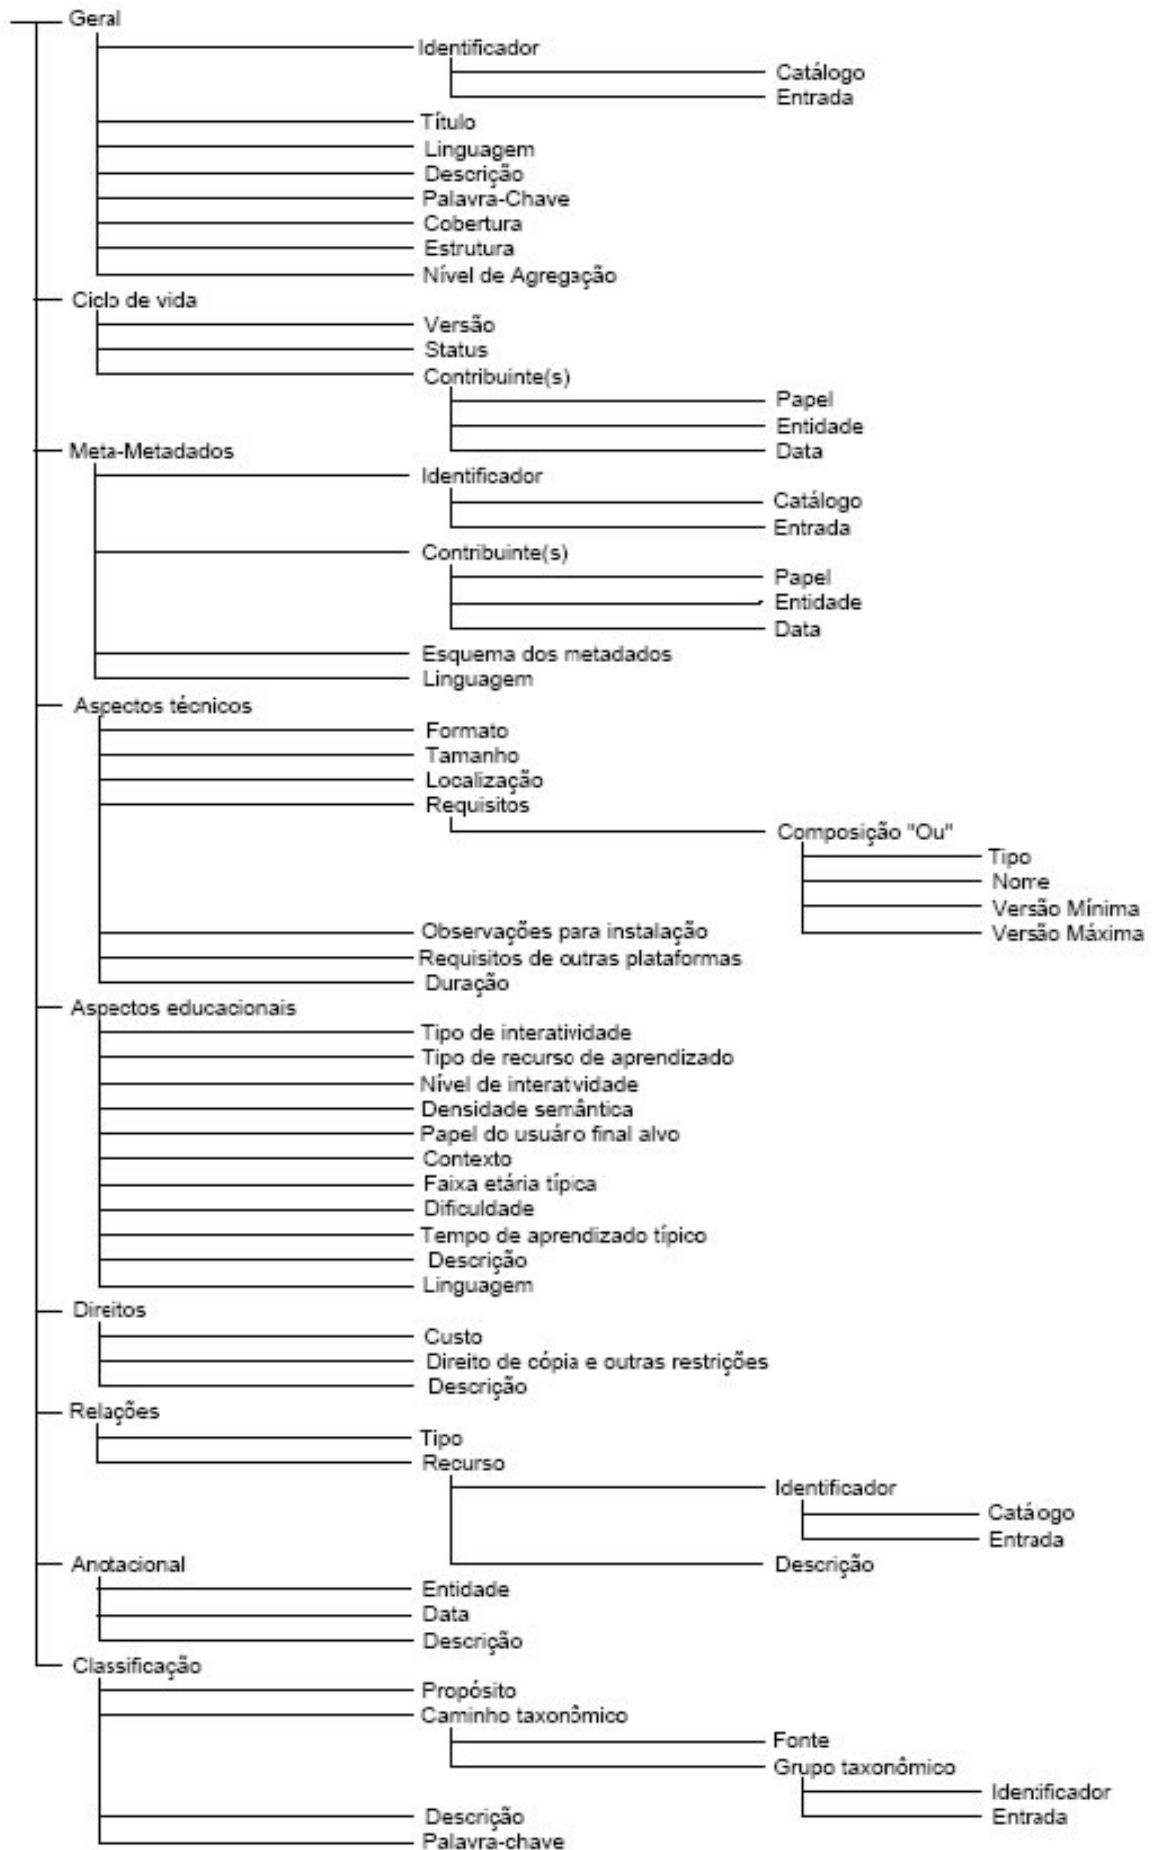 Geral
Identificador
Catálogo
Entrada
Título
Linguagem
Descrição
Palavra-Chave
Cobertura
Estrutura
Nível de Agregação
Ciclo de vida
Versão
Status
Contribuinte(s)
Papel
Entidade
Data
Meta-Metadados
Identificador
Catálogo
Entrada
Contribuinte(s)
Papel
Entidade
Data
Esquema dos metadados
Linguagem
Aspectos técnicos
Formato
Tamanho
Localização
Requisitos
Composição "Ou"
Tipo
Nome
Versão Mínima
Versão Máxima
Observações para instalação
Requisitos de outras plataformas
Duração
Aspectos educacionais
Tipo de interatividade
Tipo de recurso de aprendizado
Nível de interatividade
Densidade semântica
Papel do usuário final alvo
Contexto
Faixa etária típica
Dificuldade
Tempo de aprendizado típico
Descrição
Linguagem
Direitos
Custo
Direito de cópia e outras restrições
Descrição
Relações
Tipo
Recurso
Identificador
Catálogo
Entrada
Descrição
Anotacional
Entidade
Data
Descrição
Classificação
Propósito
Caminho taxonômico
Fonte
Grupo taxonômico
Identificador
Entrada
Descrição
Palavra-chave